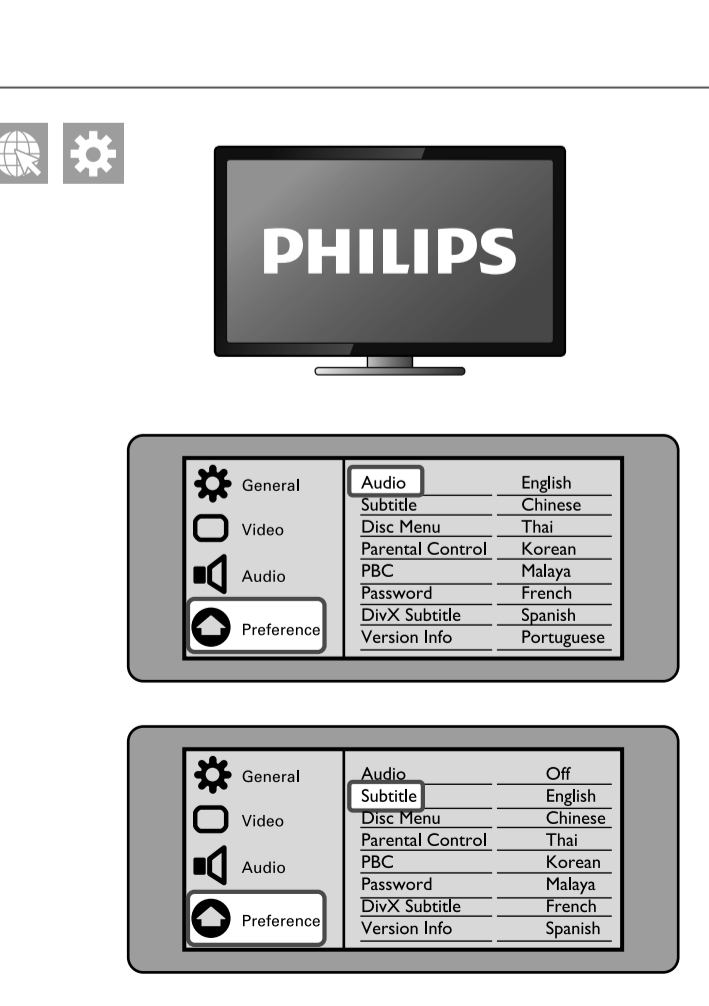 PHILIPS
General
Video
Audio
Preference
Audio English
Subtitle Chinese
Disc Menu Thai
Parental Control Korean
PBC Malaya
Password French
DivX Subtitle Spanish
Version Info Portuguese
General
Video
Audio
Preference
Audio Off
Subtitle English
Disc Menu Chinese
Parental Control Thai
PBC Korean
Password Malaya
DivX Subtitle French
Version Info Spanish